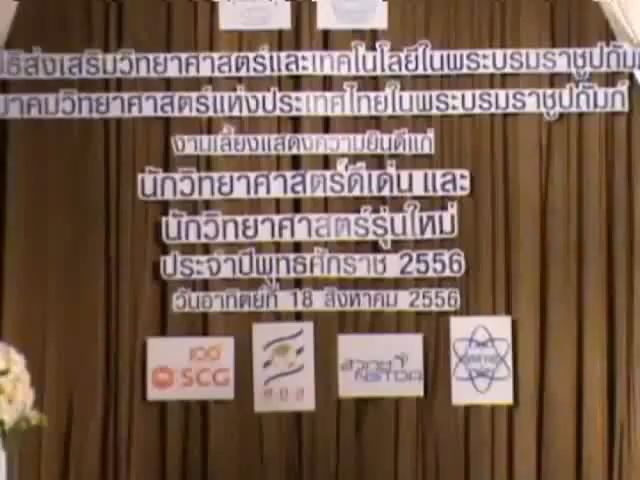 ส่งเสริมวิทยาศาสตร์และเทคโนโลยีในพระบรมราชูปถัมภ์
าคมวิทยาศาสตร์แห่งประเทศไทยในพระบรมราชูปถัมภ์
งานเลี้ยงแสดงความยินดีแก่
นักวิทยาศาสตร์ดีเด่น และ
นักวิทยาศาสตร์รุ่นใหม่
ประจำปีพุทธศักราช 2556
วันอาทิตย์ที่ 18 สิงหาคม 2556
๑๐๐
SCG
สวทช
NSTDA